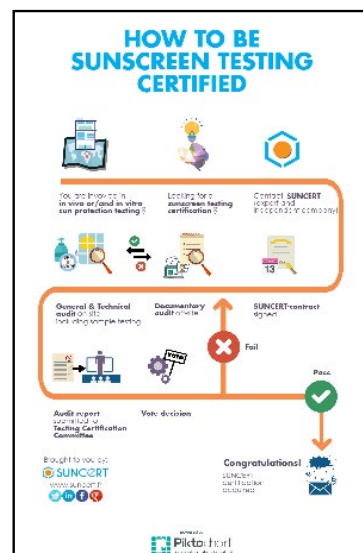 HOW TO BE
SUNSCREEN TESTING
CERTIFIED
You are involved in
in vivo or/and in vitro
sun protection testing?
Looking for a
sunscreen testing
certification?
Contact SUNCERT
(expert and
independent company)
13
General & Technical
audit on site
including sample testing
Documentary
audit
SUNCERT-contract
signed
Fail
vote
Pass
Audit report
submitted to
Testing Certification
Committee
Vote decision
Brought to you by:
SUNCERT
www.suncert.fr
Congratulations!
SUNCERT
certification
acquired
Piktochart